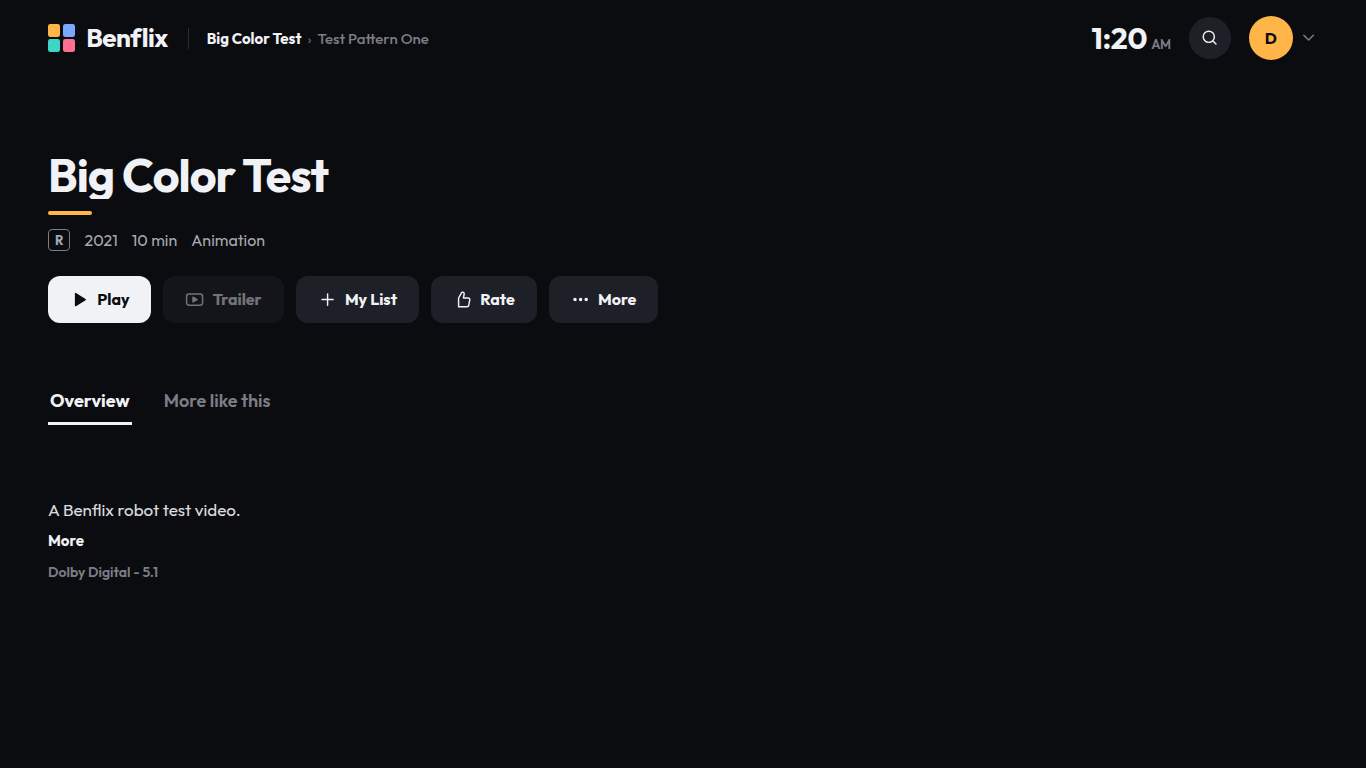 Benflix
Big Color Test › Test Pattern One
1:20 AM
D
Big Color Test
R 2021 10 min Animation
Play Trailer My List Rate More
Overview More like this
A Benflix robot test video.
More
Dolby Digital - 5.1